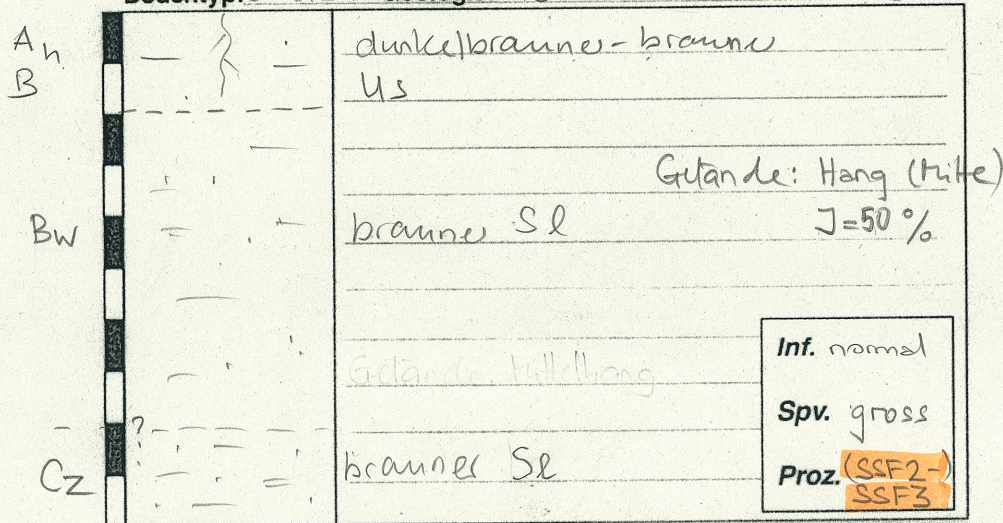 Ah
dunkelbrauner-brauner
B
Us
Gelände: Hang (Mitte)
Bw
brauner Sl
J=50%
Inf. normal
Gelände: Mittelhang
?
Spv. gross
Cz
brauner Sl
Proz. (SSF2-)
SSF3